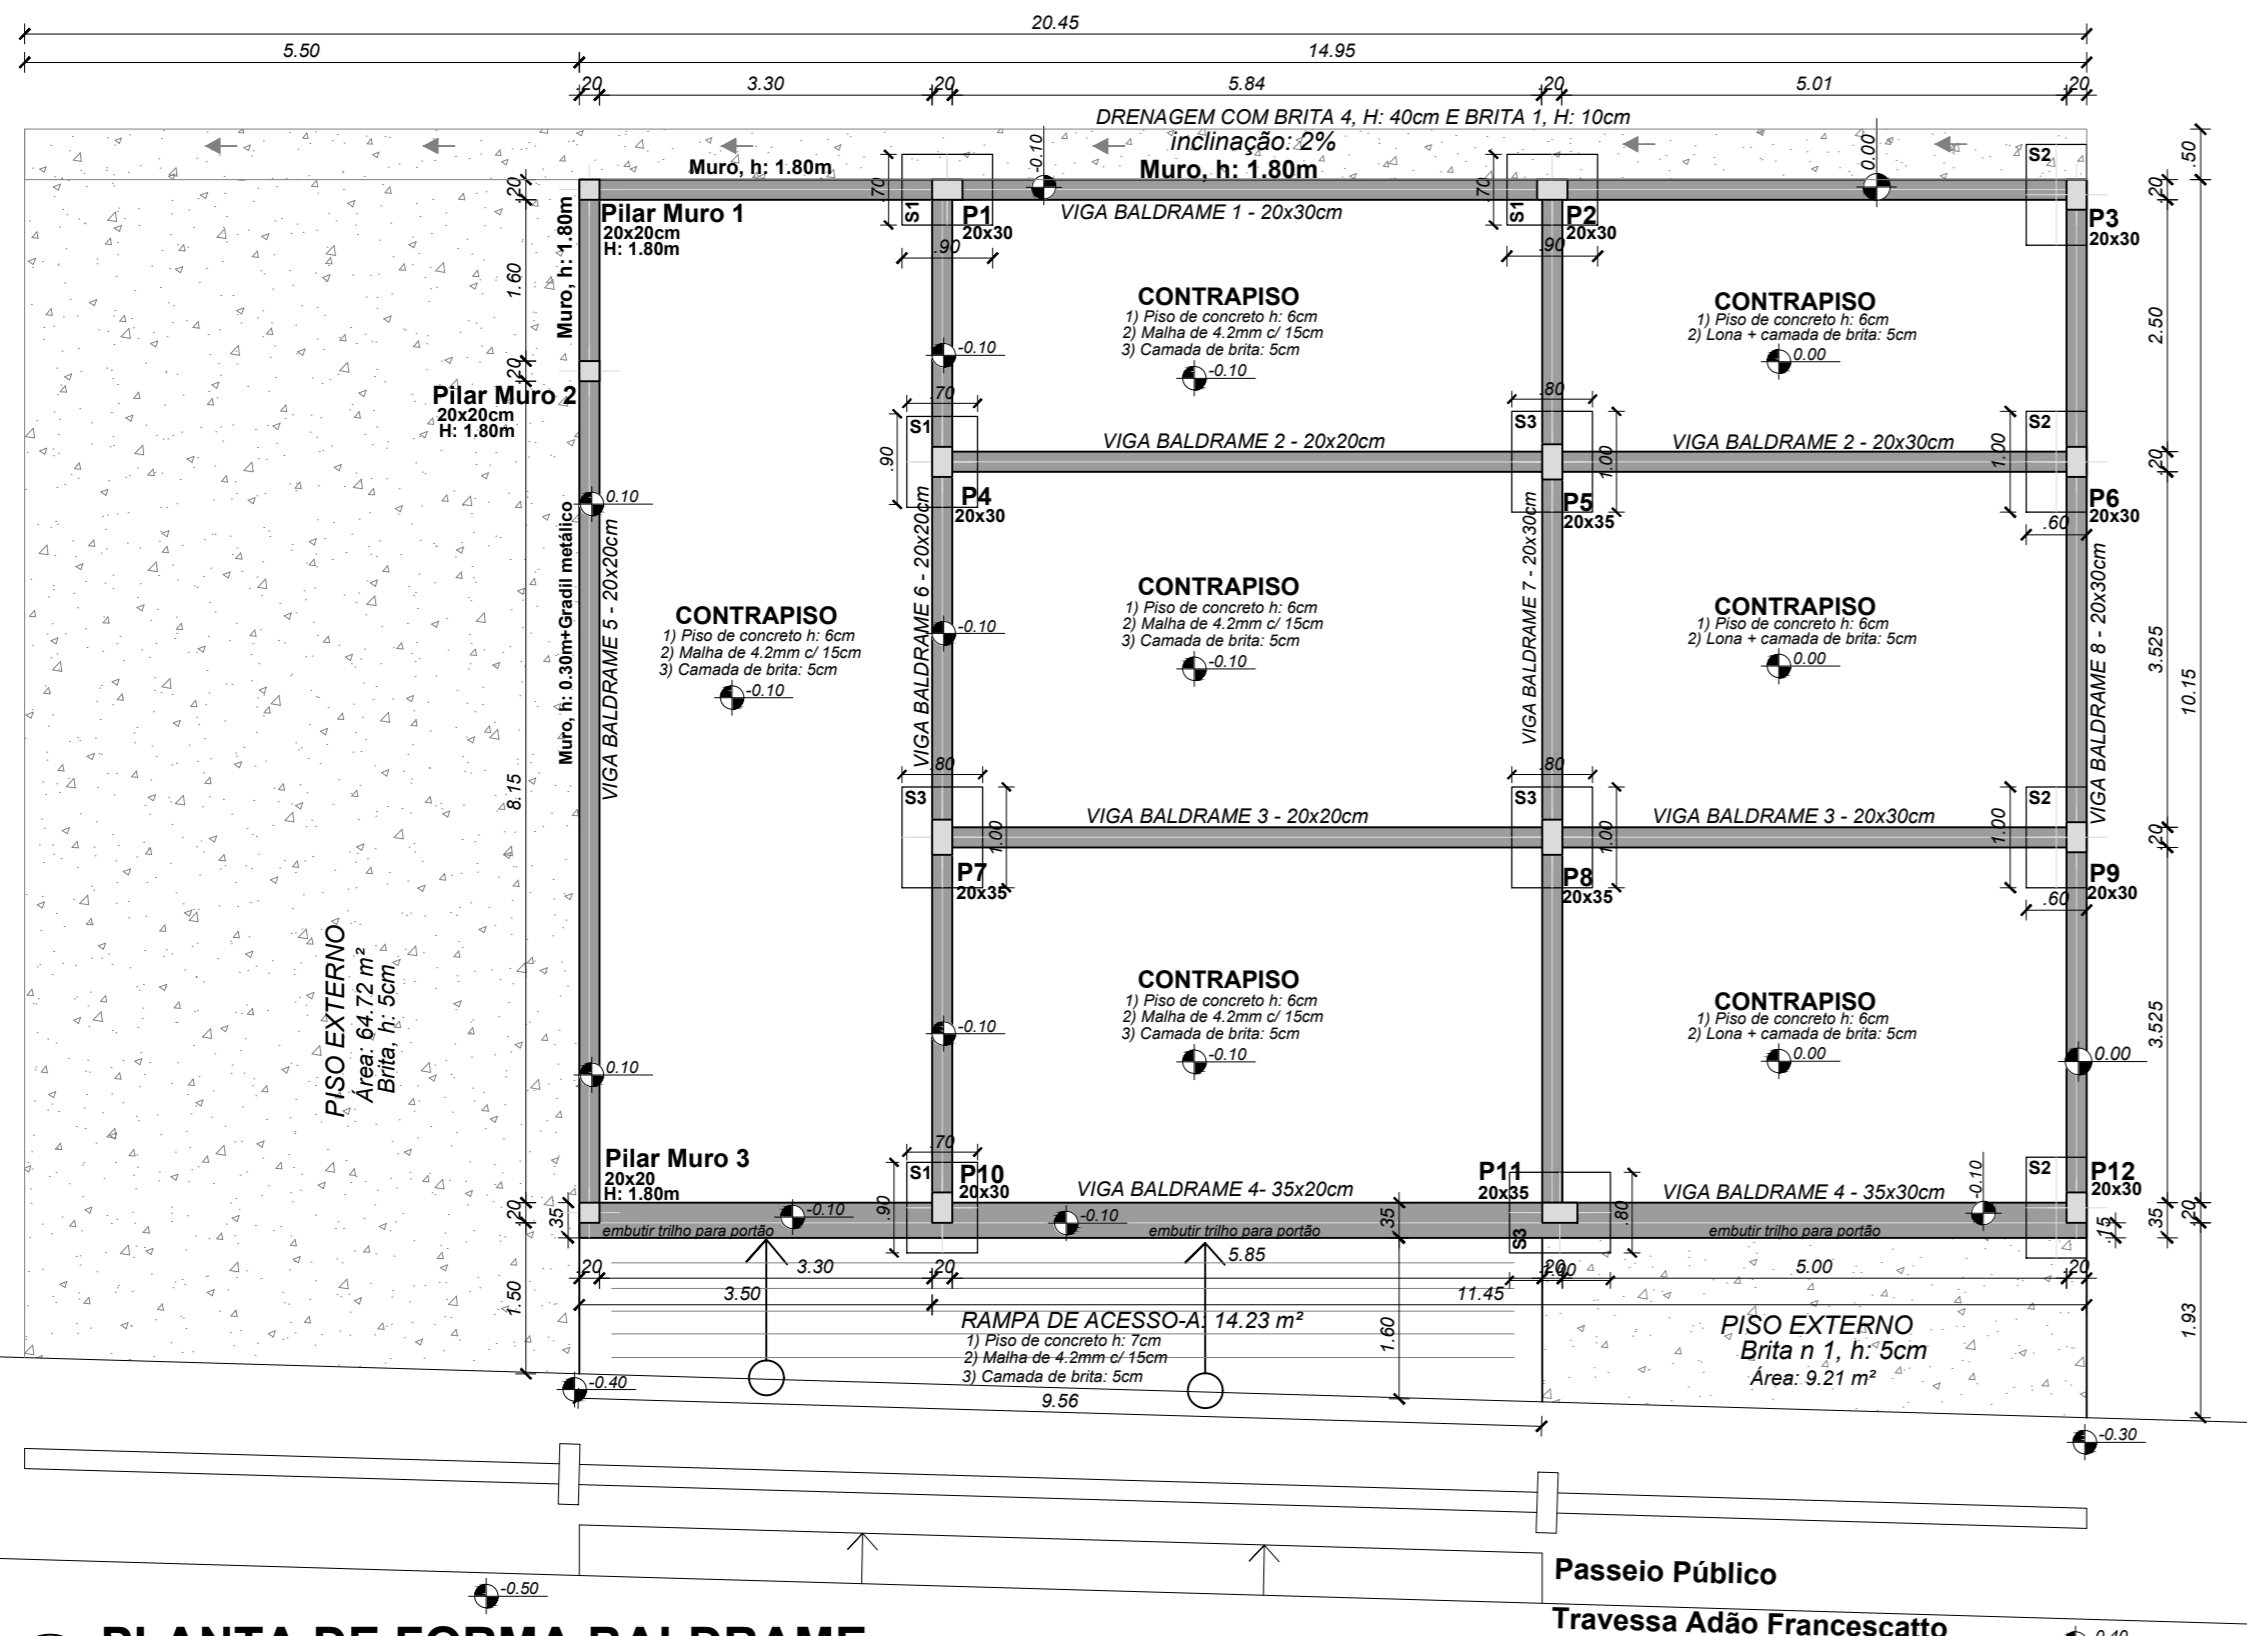 20.45
5.50
14.95
.20
3.30
.20
5.84
.20
5.01
.20
DRENAGEM COM BRITA 4, H: 40cm E BRITA 1, H: 10cm
inclinação: 2%
Muro, h: 1.80m
Muro, h: 1.80m
-0.10
0.00
.50
.20
.70
S1
.70
S1
S2
.20
Pilar Muro 1
20x20cm
H: 1.80m
P1
20x30
VIGA BALDRAME 1 - 20x30cm
P2
20x30
P3
20x30
.90
.90
Muro, h: 1.80m
1.60
CONTRAPISO
1) Piso de concreto h: 6cm
2) Malha de 4.2mm c/ 15cm
3) Camada de brita: 5cm
-0.10
-0.10
CONTRAPISO
1) Piso de concreto h: 6cm
2) Lona + camada de brita: 5cm
0.00
2.50
.20
Pilar Muro 2
20x20cm
H: 1.80m
.70
S1
.90
P4
20x30
VIGA BALDRAME 2 - 20x20cm
.80
S3
1.00
P5
20x35
VIGA BALDRAME 2 - 20x30cm
1.00
S2
P6
20x30
.60
.20
0.10
Muro, h: 0.30m+Gradil metálico
VIGA BALDRAME 5 - 20x20cm
VIGA BALDRAME 6 - 20x20cm
VIGA BALDRAME 7 - 20x30cm
VIGA BALDRAME 8 - 20x30cm
3.525
10.15
CONTRAPISO
1) Piso de concreto h: 6cm
2) Malha de 4.2mm c/ 15cm
3) Camada de brita: 5cm
-0.10
-0.10
CONTRAPISO
1) Piso de concreto h: 6cm
2) Malha de 4.2mm c/ 15cm
3) Camada de brita: 5cm
-0.10
CONTRAPISO
1) Piso de concreto h: 6cm
2) Lona + camada de brita: 5cm
0.00
8.15
.80
S3
1.00
P7
20x35
VIGA BALDRAME 3 - 20x20cm
.80
S3
1.00
P8
20x35
VIGA BALDRAME 3 - 20x30cm
1.00
S2
P9
20x30
.60
.20
PISO EXTERNO
Área: 64.72 m²
Brita, h: 5cm
0.10
-0.10
CONTRAPISO
1) Piso de concreto h: 6cm
2) Malha de 4.2mm c/ 15cm
3) Camada de brita: 5cm
-0.10
CONTRAPISO
1) Piso de concreto h: 6cm
2) Lona + camada de brita: 5cm
0.00
0.00
3.525
Pilar Muro 3
20x20
H: 1.80m
.70
S1
.90
P10
20x30
VIGA BALDRAME 4- 35x20cm
P11
20x35
S3
.80
VIGA BALDRAME 4 - 35x30cm
-0.10
S2
P12
20x30
.20
.35
-0.10
-0.10
.35
.15
.35
.20
embutir trilho para portão
embutir trilho para portão
embutir trilho para portão
.20
3.30
.20
5.85
.20
1.00
5.00
.20
1.50
3.50
11.45
1.60
1.93
RAMPA DE ACESSO-A: 14.23 m²
1) Piso de concreto h: 7cm
2) Malha de 4.2mm c/ 15cm
3) Camada de brita: 5cm
PISO EXTERNO
Brita n 1, h: 5cm
Área: 9.21 m²
-0.40
9.56
-0.30
-0.50
Passeio Público
Travessa Adão Francescatto
-0.40
PLANTA DE FORMA BALDRAME